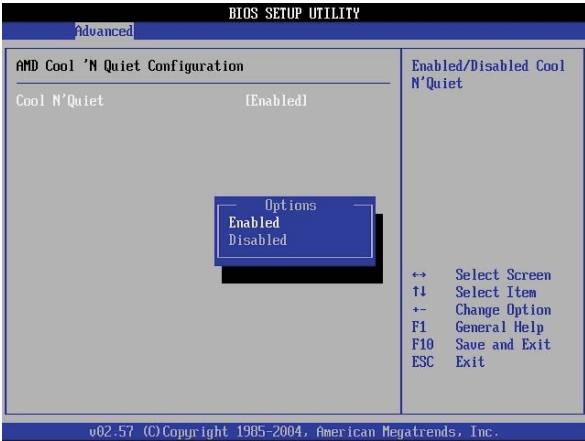 BIOS SETUP UTILITY
Advanced
AMD Cool 'N Quiet Configuration
Cool N'Quiet [Enabled]
Options
Enabled
Disabled
Enabled/Disabled Cool
N'Quiet
↔ Select Screen
↑↓ Select Item
+- Change Option
F1 General Help
F10 Save and Exit
ESC Exit
v02.57 (C)Copyright 1985-2004, American Megatrends, Inc.